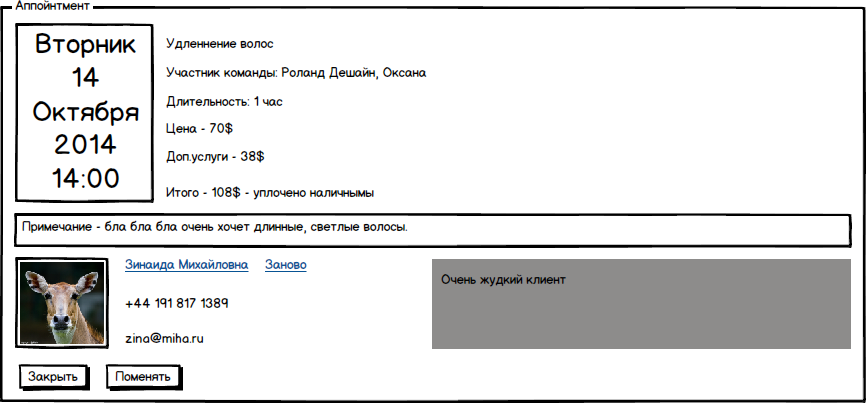 Аппойнтмент
Вторник
14
Октября
2014
14:00
Удленнение волос
Участник команды: Роланд Дешайн, Оксана
Длительность: 1 час
Цена - 70$
Доп.услуги - 38$
Итого - 108$ - уплочено наличнымы
Примечание - бла бла бла очень хочет длинные, светлые волосы.
Зинаида Михайловна Заново
+44 191 817 1389
zina@miha.ru
Очень жудкий клиент
Закрыть Поменять